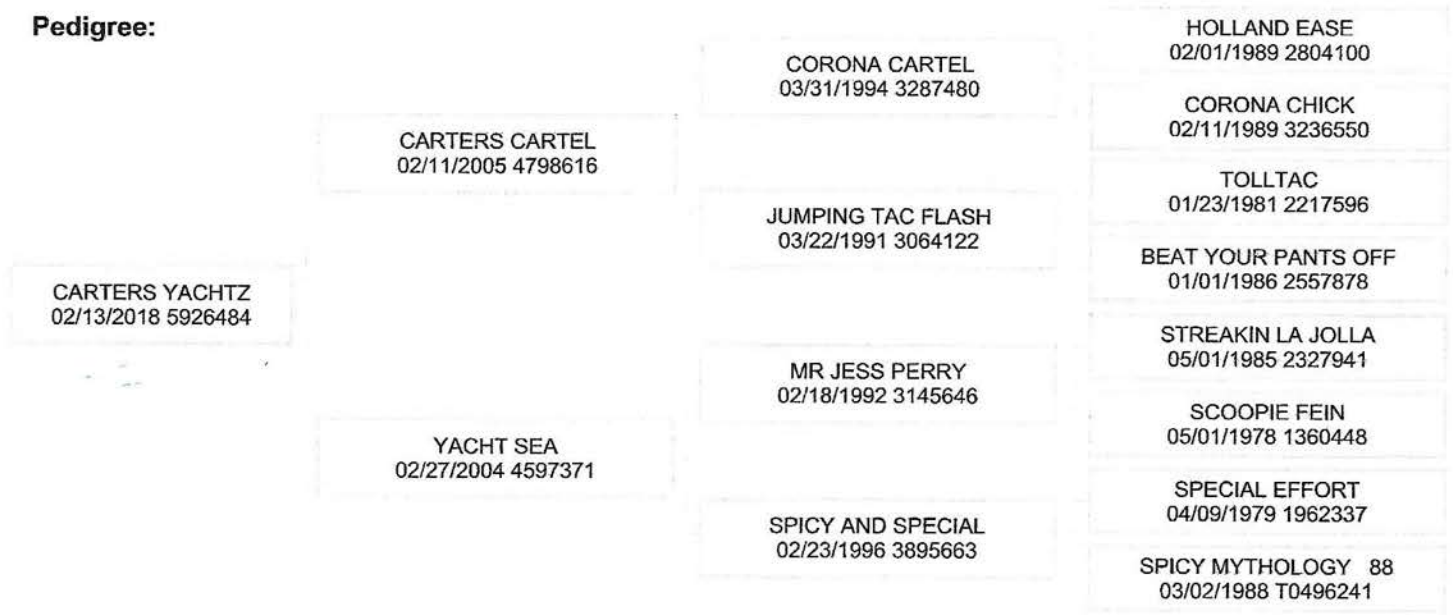 Pedigree:
HOLLAND EASE
02/01/1989 2804100
CORONA CARTEL
03/31/1994 3287480
CORONA CHICK
02/11/1989 3236550
CARTERS CARTEL
02/11/2005 4798616
TOLLTAC
01/23/1981 2217596
JUMPING TAC FLASH
03/22/1991 3064122
BEAT YOUR PANTS OFF
01/01/1986 2557878
CARTERS YACHTZ
02/13/2018 5926484
STREAKIN LA JOLLA
05/01/1985 2327941
MR JESS PERRY
02/18/1992 3145646
SCOOPIE FEIN
05/01/1978 1360448
YACHT SEA
02/27/2004 4597371
SPECIAL EFFORT
04/09/1979 1962337
SPICY AND SPECIAL
02/23/1996 3895663
SPICY MYTHOLOGY 88
03/02/1988 T0496241